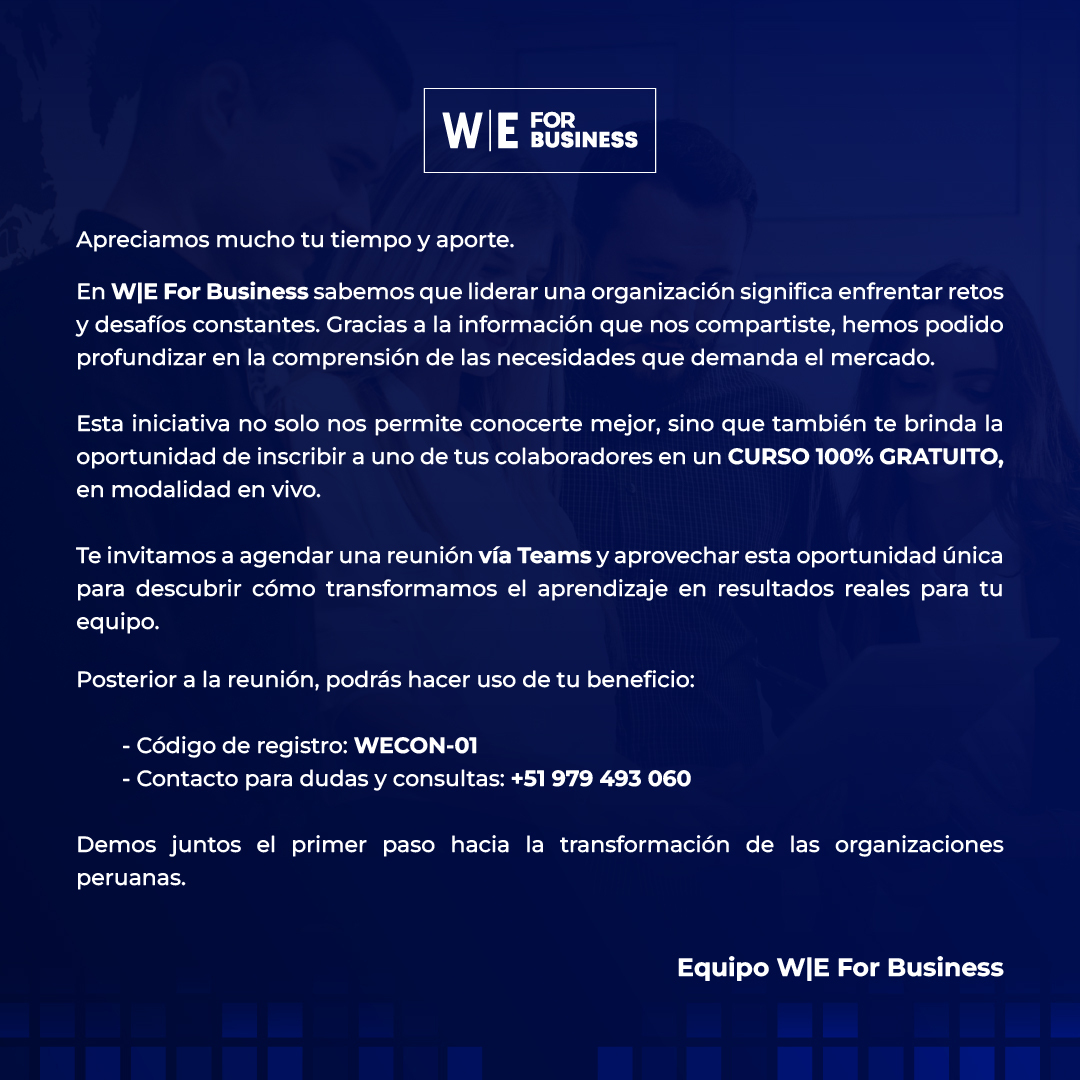 W|E FOR
BUSINESS
Apreciamos mucho tu tiempo y aporte.
En W|E For Business sabemos que liderar una organización significa enfrentar retos
y desafíos constantes. Gracias a la información que nos compartiste, hemos podido
profundizar en la comprensión de las necesidades que demanda el mercado.
Esta iniciativa no solo nos permite conocerte mejor, sino que también te brinda la
oportunidad de inscribir a uno de tus colaboradores en un CURSO 100% GRATUITO,
en modalidad en vivo.
Te invitamos a agendar una reunión vía Teams y aprovechar esta oportunidad única
para descubrir cómo transformamos el aprendizaje en resultados reales para tu
equipo.
Posterior a la reunión, podrás hacer uso de tu beneficio:
- Código de registro: WECON-01
- Contacto para dudas y consultas: +51 979 493 060
Demos juntos el primer paso hacia la transformación de las organizaciones
peruanas.
Equipo W|E For Business